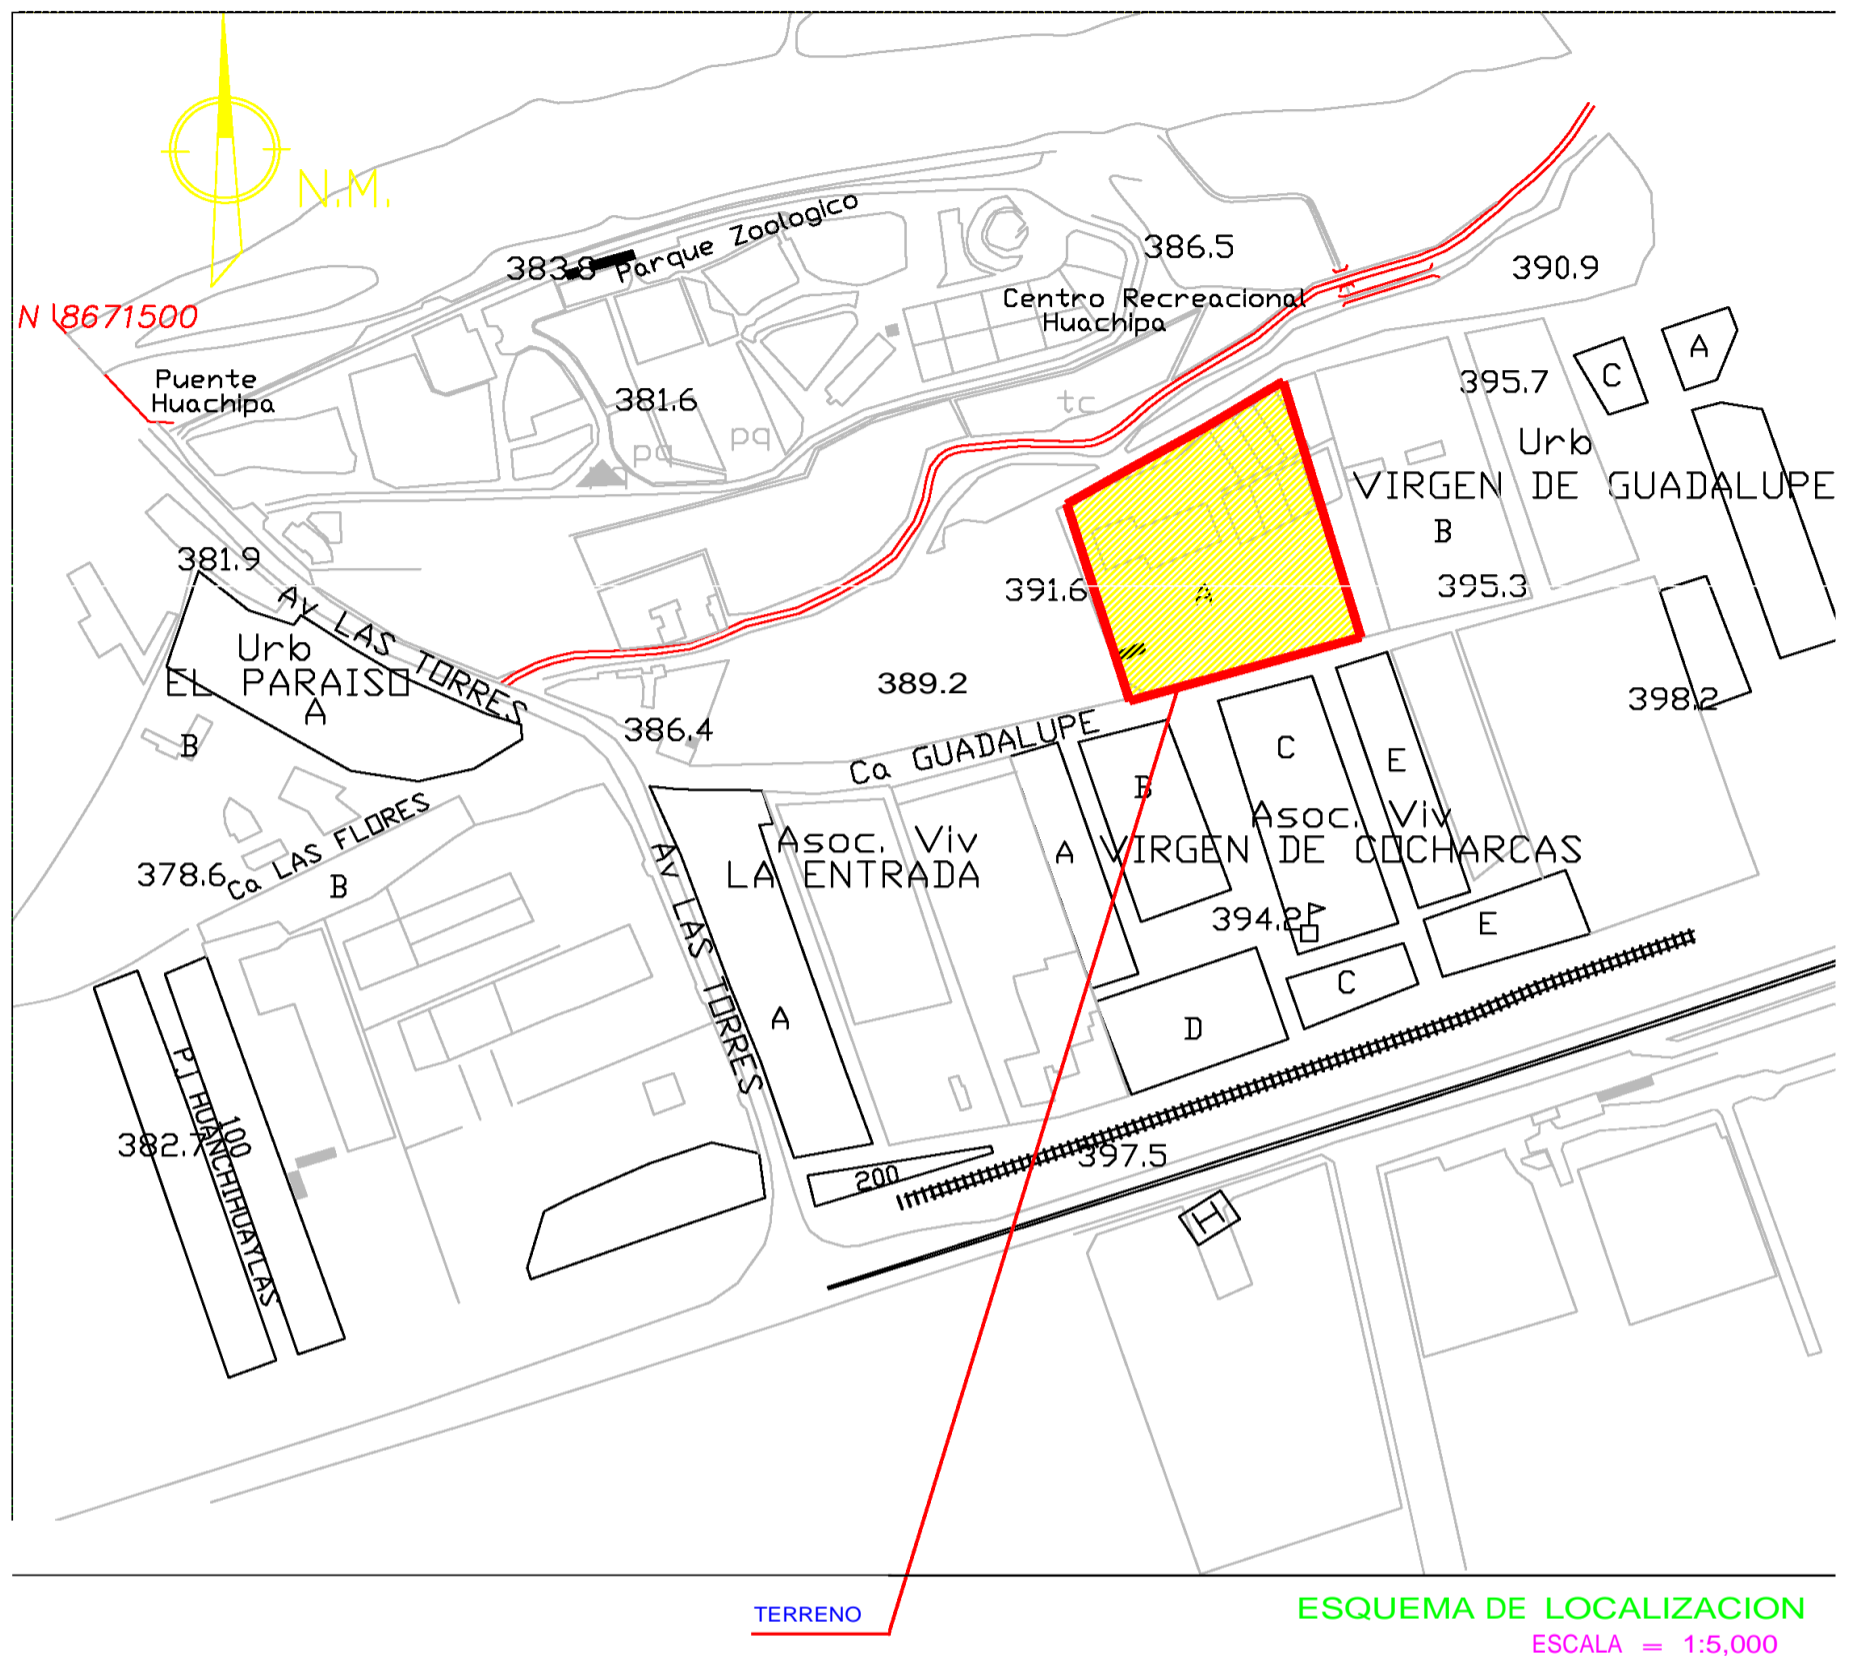 N.M.
Parque Zoologico
383.8
386.5
390.9
Centro Recreacional
Huachipa
N 8671500
Puente
Huachipa
381.6
tc
pq
pq
395.7
C
A
Urb
VIRGEN DE GUADALUPE
B
381.9
391.6
A
395.3
Av LAS TORRES
Urb
EL PARAISO
A
B
389.2
386.4
398.2
Ca GUADALUPE
B
C
E
Asoc. Viv
LA ENTRADA
A
Asoc. Viv
VIRGEN DE COCHARCAS
Ca LAS FLORES
378.6
B
Av LAS TORRES
394.2
E
C
D
A
PJ HUANCHIHUAYLAS
100
382.7
397.5
200
H
TERRENO
ESQUEMA DE LOCALIZACION
ESCALA = 1:5,000